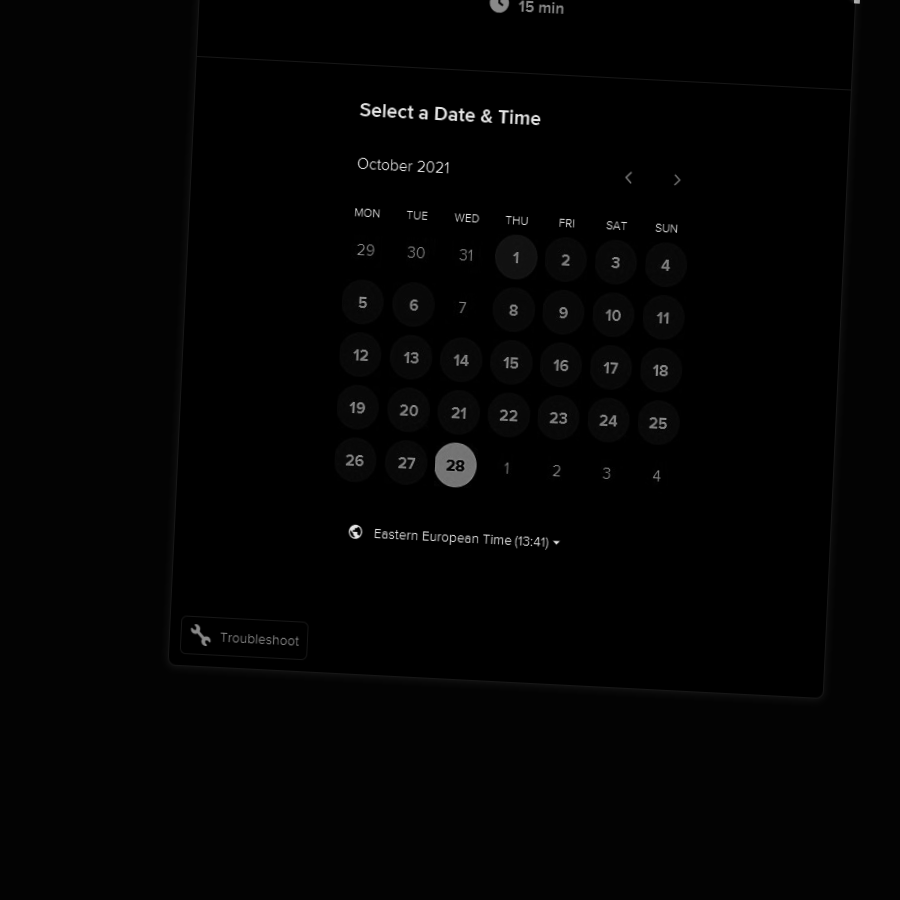 15 min
Select a Date & Time
October 2021
MON TUE WED THU FRI SAT SUN
29 30 31 1 2 3 4
5 6 7 8 9 10 11
12 13 14 15 16 17 18
19 20 21 22 23 24 25
26 27 28 1 2 3 4
Eastern European Time (13:41)
Troubleshoot